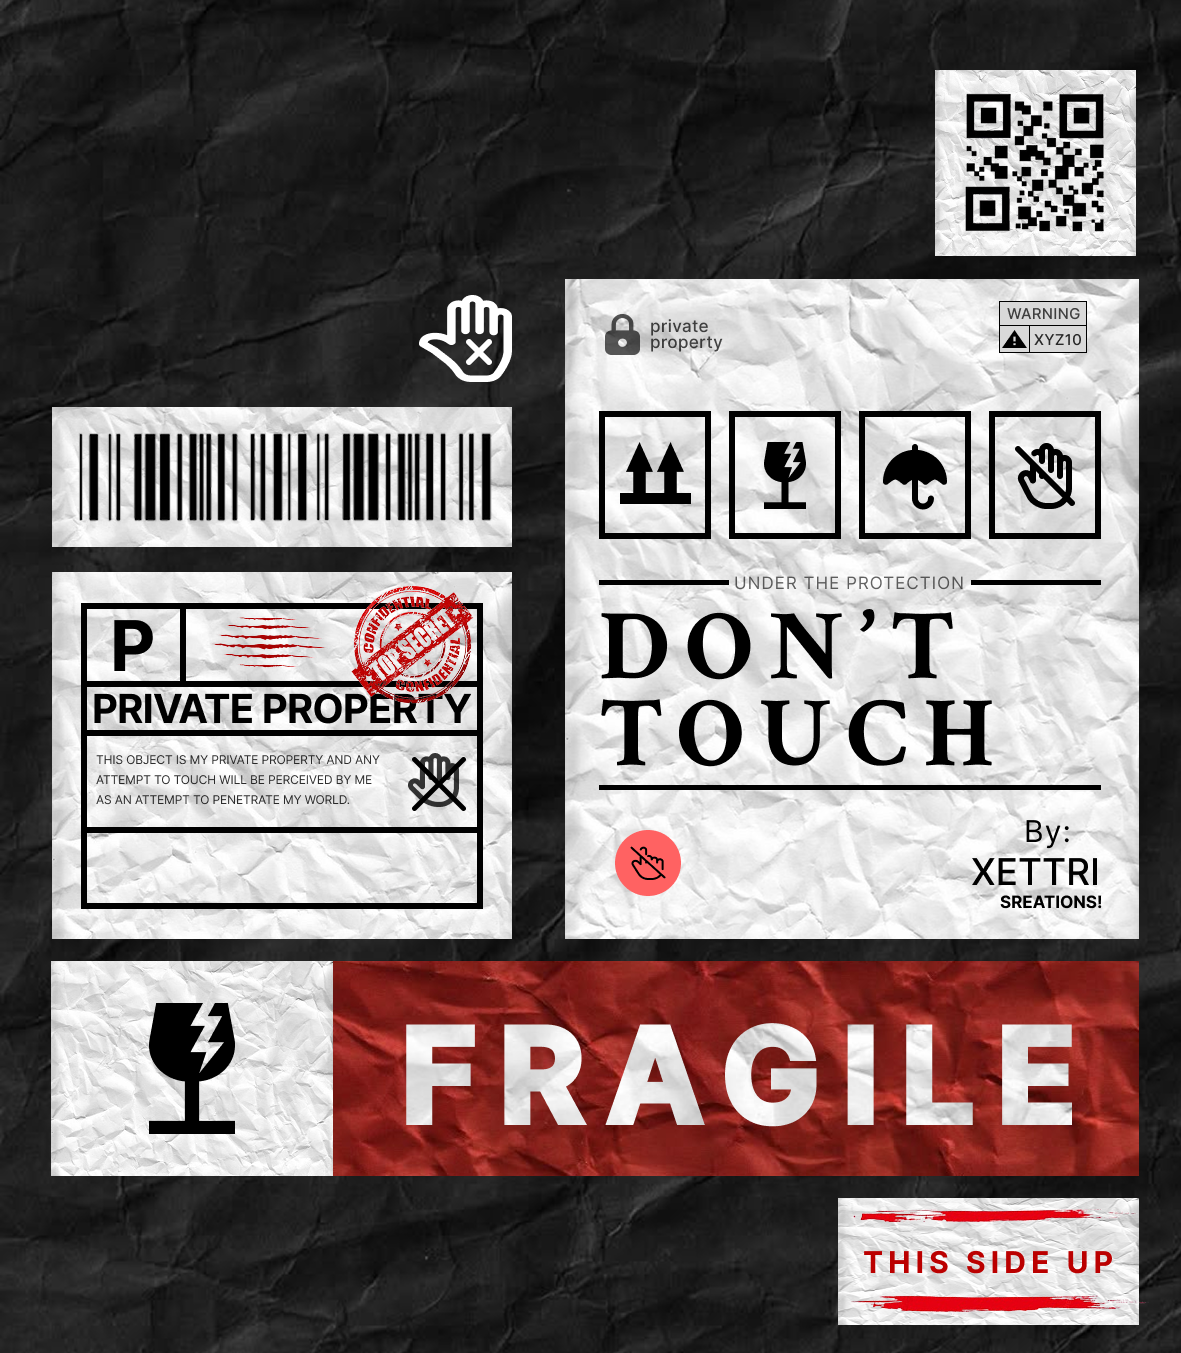 private
property
WARNING
XYZ10
UNDER THE PROTECTION
DON’T
TOUCH
By:
XETTRI
SREATIONS!
P
CONFIDENTIAL
TOP SECRET
CONFIDENTIAL
PRIVATE PROPERTY
THIS OBJECT IS MY PRIVATE PROPERTY AND ANY
ATTEMPT TO TOUCH WILL BE PERCEIVED BY ME
AS AN ATTEMPT TO PENETRATE MY WORLD.
FRAGILE
THIS SIDE UP